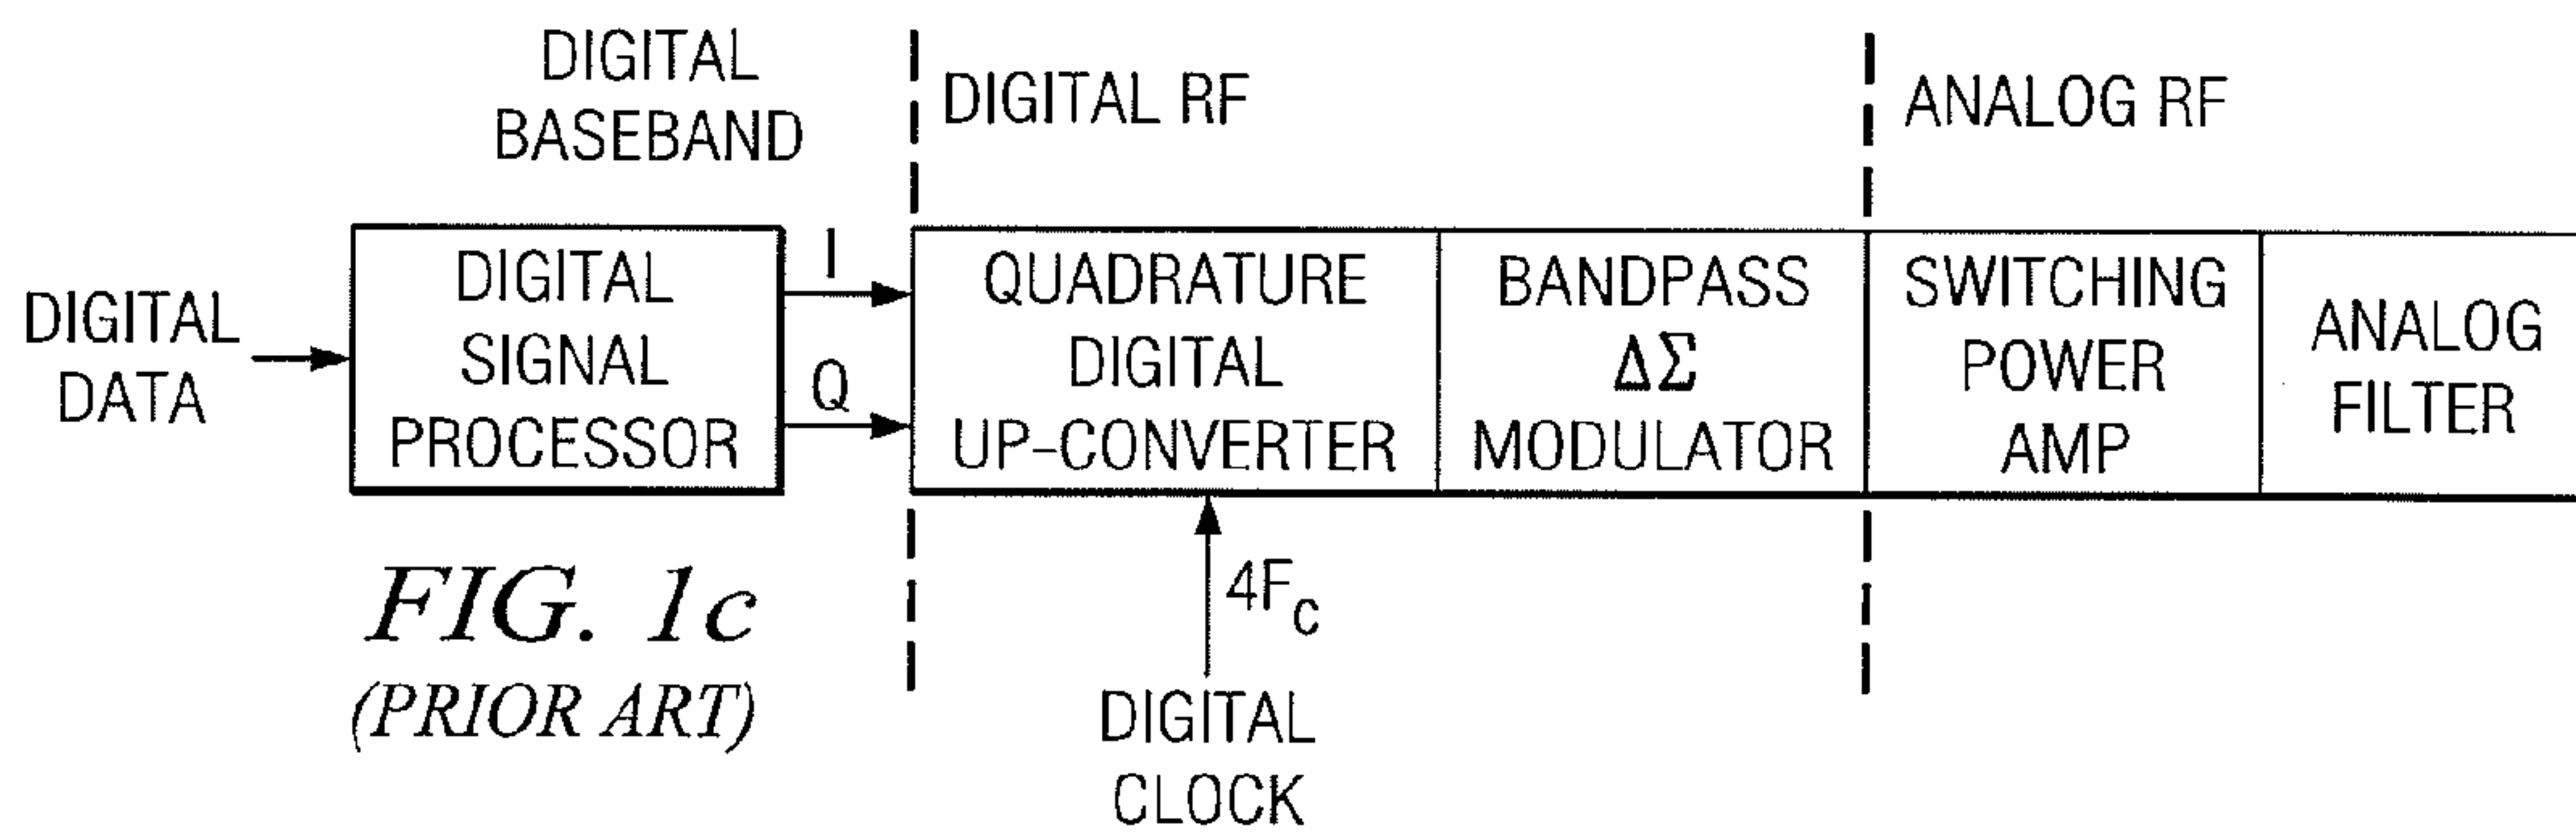 DIGITAL
BASEBAND
DIGITAL RF
ANALOG RF
DIGITAL
DATA
DIGITAL
SIGNAL
PROCESSOR
I
Q
QUADRATURE
DIGITAL
UP-CONVERTER
BANDPASS
ΔΣ
MODULATOR
SWITCHING
POWER
AMP
ANALOG
FILTER
4F_C
DIGITAL
CLOCK
FIG. 1c
(PRIOR ART)